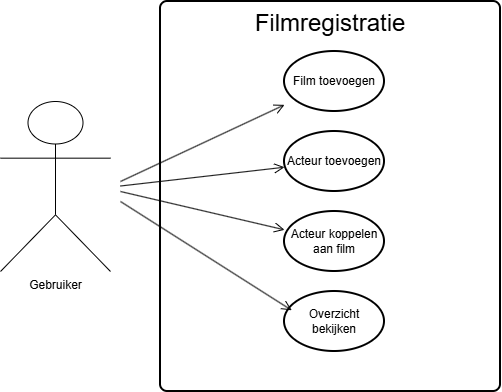 Filmregistratie
Film toevoegen
Acteur toevoegen
Acteur koppelen
aan film
Gebruiker
Overzicht
bekijken